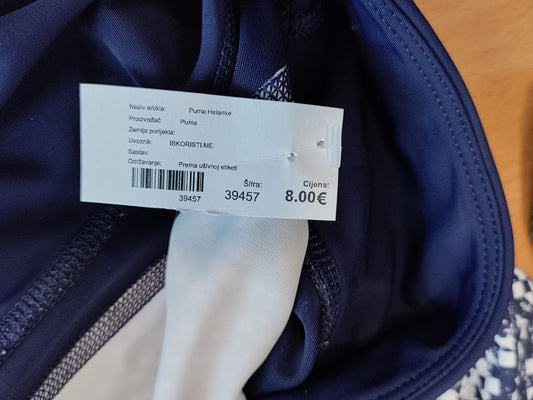 Naziv artikla: Puma Helanke
Proizvođač: Puma
Zemlja porijekla:
Uvoznik: ISKORISTI.ME
Sastav:
Održavanje: Prema ušivnoj etiketi
Šifra: Cijena:
39457 39457 8.00€